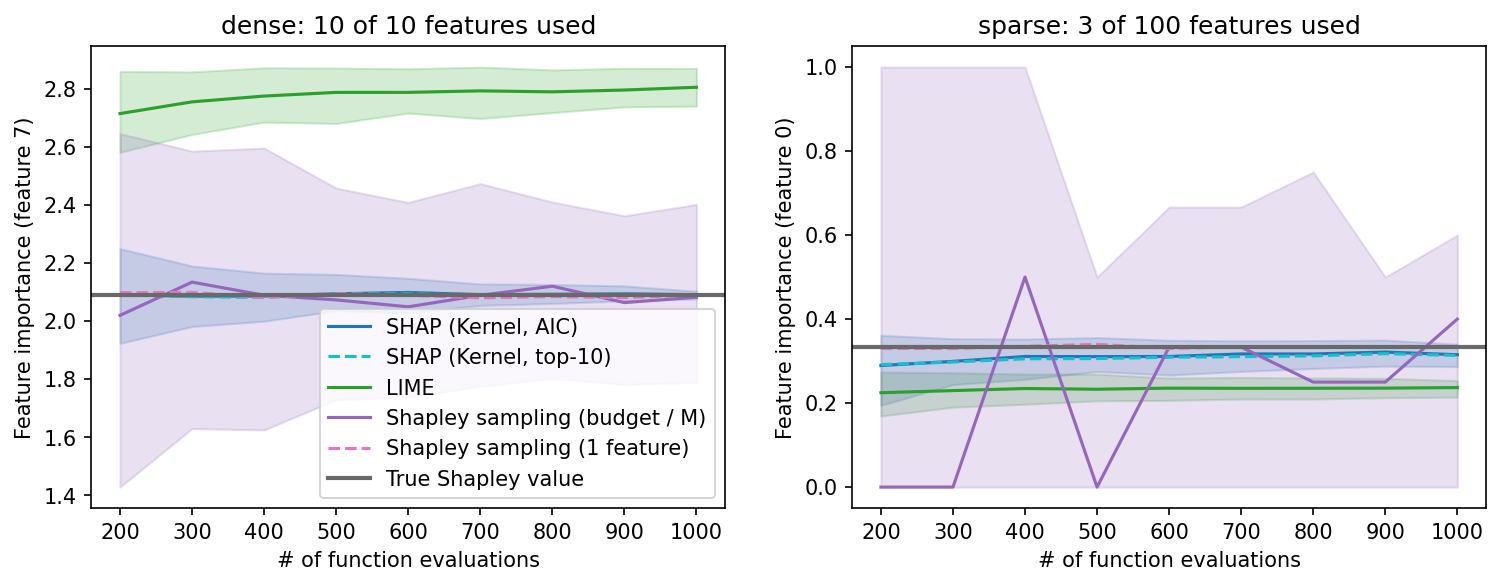 dense: 10 of 10 features used
Feature importance (feature 7)
2.8
2.6
2.4
2.2
2.0
1.8
1.6
1.4
SHAP (Kernel, AIC)
SHAP (Kernel, top-10)
LIME
Shapley sampling (budget / M)
Shapley sampling (1 feature)
True Shapley value
200 300 400 500 600 700 800 900 1000
# of function evaluations
sparse: 3 of 100 features used
Feature importance (feature 0)
1.0
0.8
0.6
0.4
0.2
0.0
200 300 400 500 600 700 800 900 1000
# of function evaluations